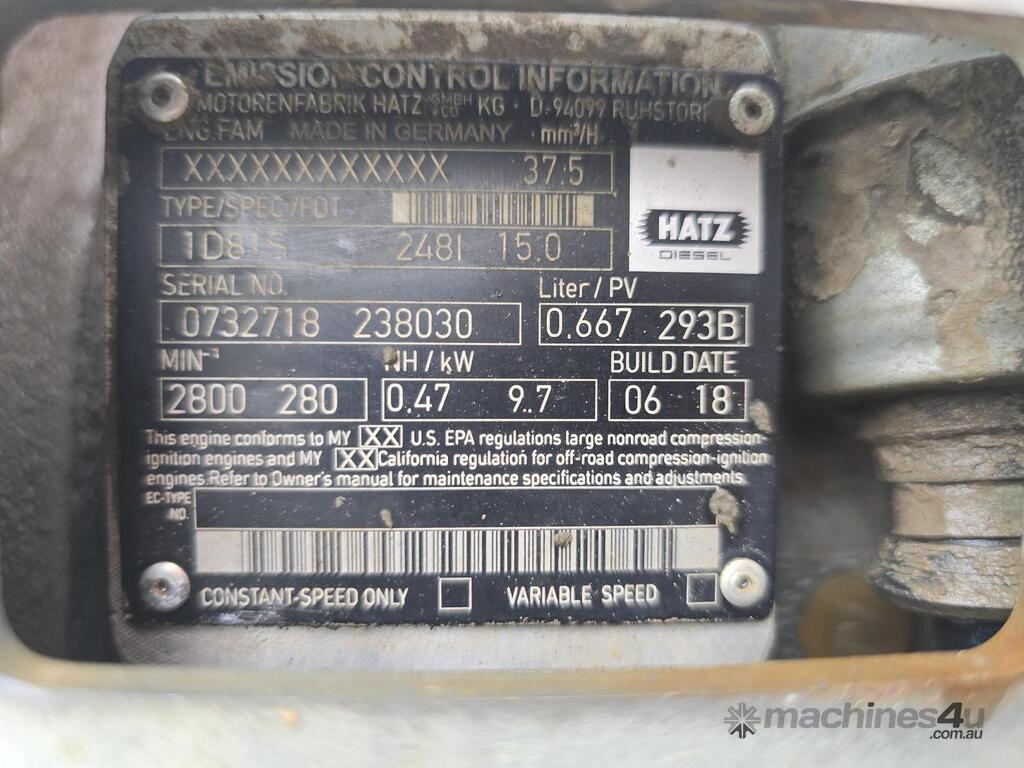 EMISSION CONTROL INFORMATION
MOTORENFABRIK HATZ GMBH & CO KG · D-94099 RUHSTORF
ENG.FAM MADE IN GERMANY mm³/H
XXXXXXXXXXXX 37.5
TYPE/SPEC/FDT
1D81S 248I 15.0
HATZ
DIESEL
SERIAL NO. Liter / PV
0732718 238030 0.667 293B
MIN⁻¹ NH / kW BUILD DATE
2800 280 0.47 9.7 06 18
This engine conforms to MY XX U.S. EPA regulations large nonroad compression-
ignition engines and MY XX California regulation for off-road compression-ignition
engines. Refer to Owner's manual for maintenance specifications and adjustments.
EC-TYPE
NO.
CONSTANT-SPEED ONLY VARIABLE SPEED
machines4u
.com.au